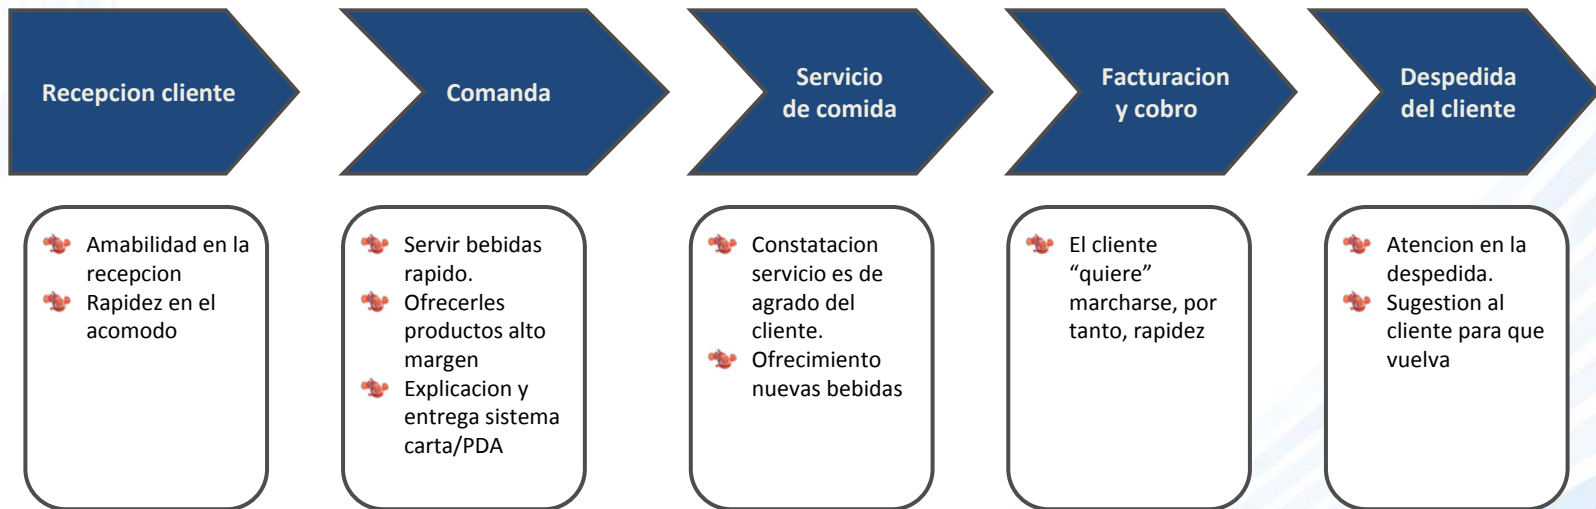 Recepcion cliente
Comanda
Servicio
de comida
Facturacion
y cobro
Despedida
del cliente
Amabilidad en la
recepcion
Rapidez en el
acomodo
Servir bebidas
rapido.
Ofrecerles
productos alto
margen
Explicacion y
entrega sistema
carta/PDA
Constatacion
servicio es de
agrado del
cliente.
Ofrecimiento
nuevas bebidas
El cliente
“quiere”
marcharse, por
tanto, rapidez
Atencion en la
despedida.
Sugestion al
cliente para que
vuelva